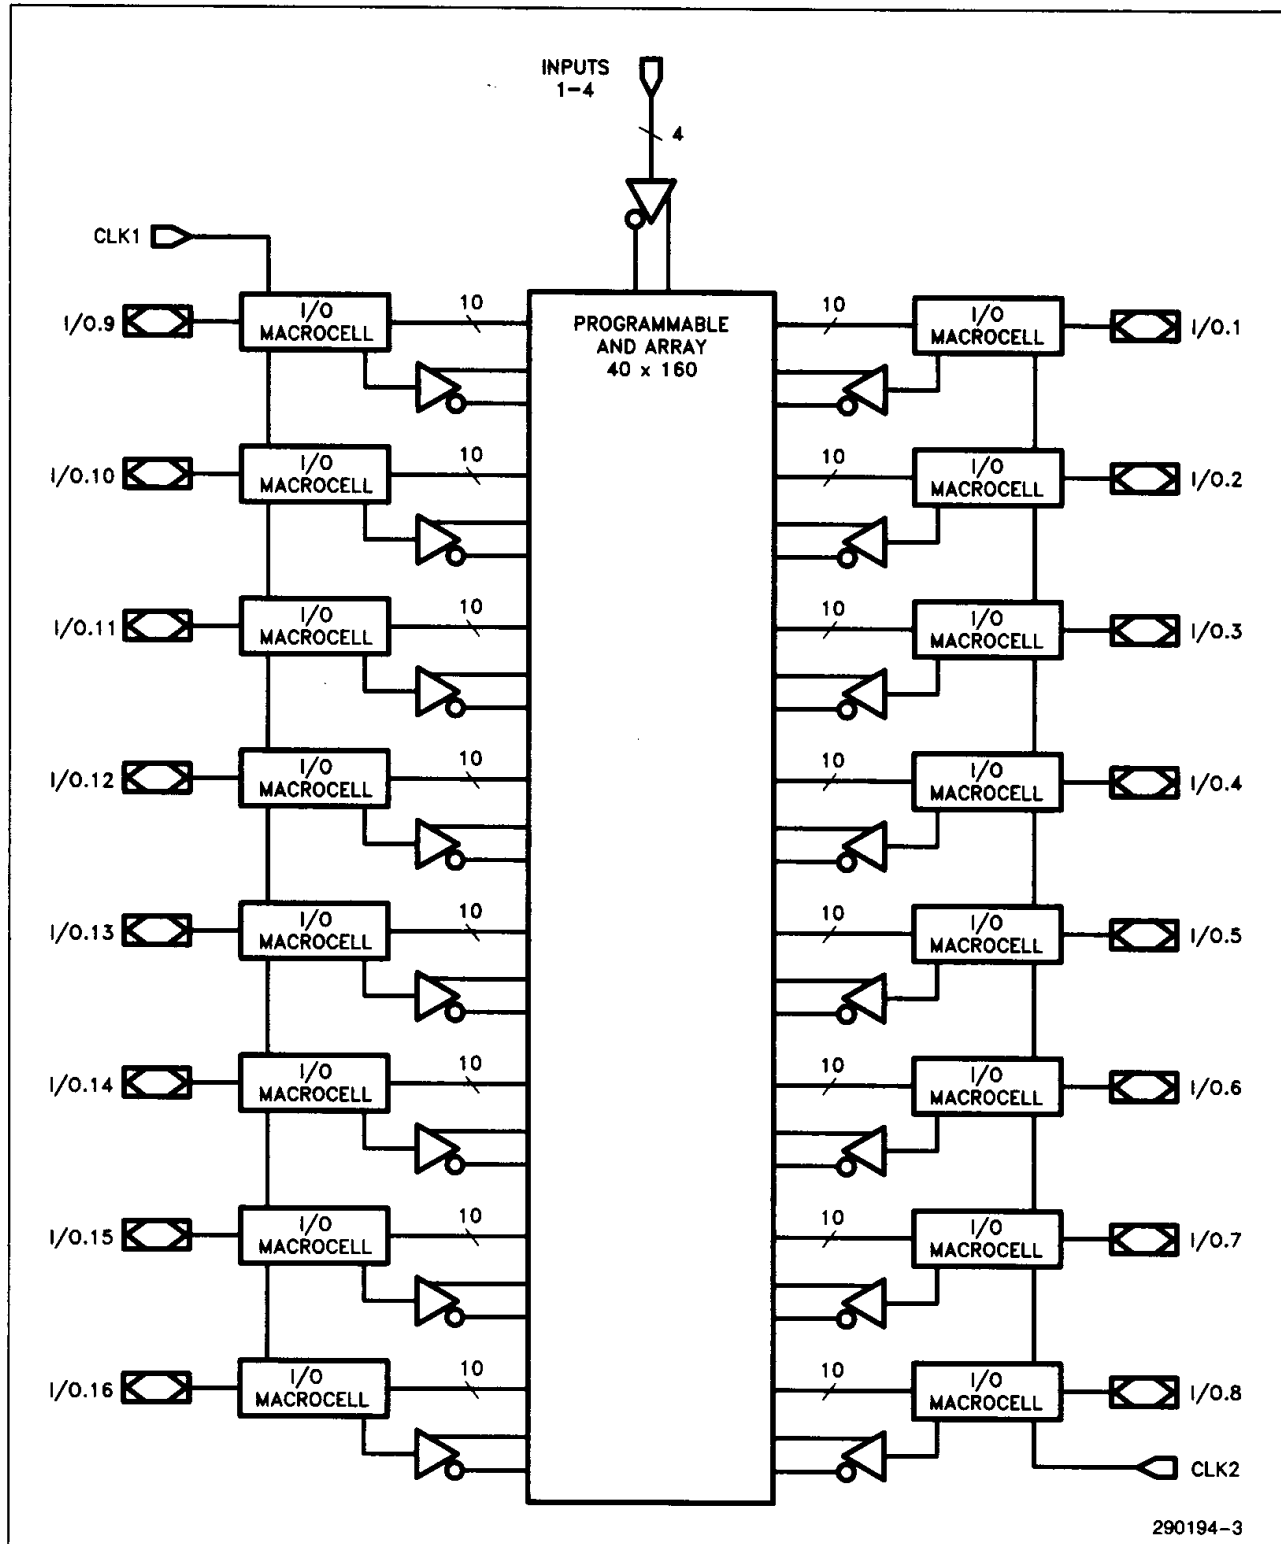 INPUTS
1-4
4
CLK1
I/O.9
I/O
MACROCELL
10
PROGRAMMABLE
AND ARRAY
40 x 160
10
I/O
MACROCELL
I/O.1
I/O.10
I/O
MACROCELL
10
10
I/O
MACROCELL
I/O.2
I/O.11
I/O
MACROCELL
10
10
I/O
MACROCELL
I/O.3
I/O.12
I/O
MACROCELL
10
10
I/O
MACROCELL
I/O.4
I/O.13
I/O
MACROCELL
10
10
I/O
MACROCELL
I/O.5
I/O.14
I/O
MACROCELL
10
10
I/O
MACROCELL
I/O.6
I/O.15
I/O
MACROCELL
10
10
I/O
MACROCELL
I/O.7
I/O.16
I/O
MACROCELL
10
10
I/O
MACROCELL
I/O.8
CLK2
290194-3